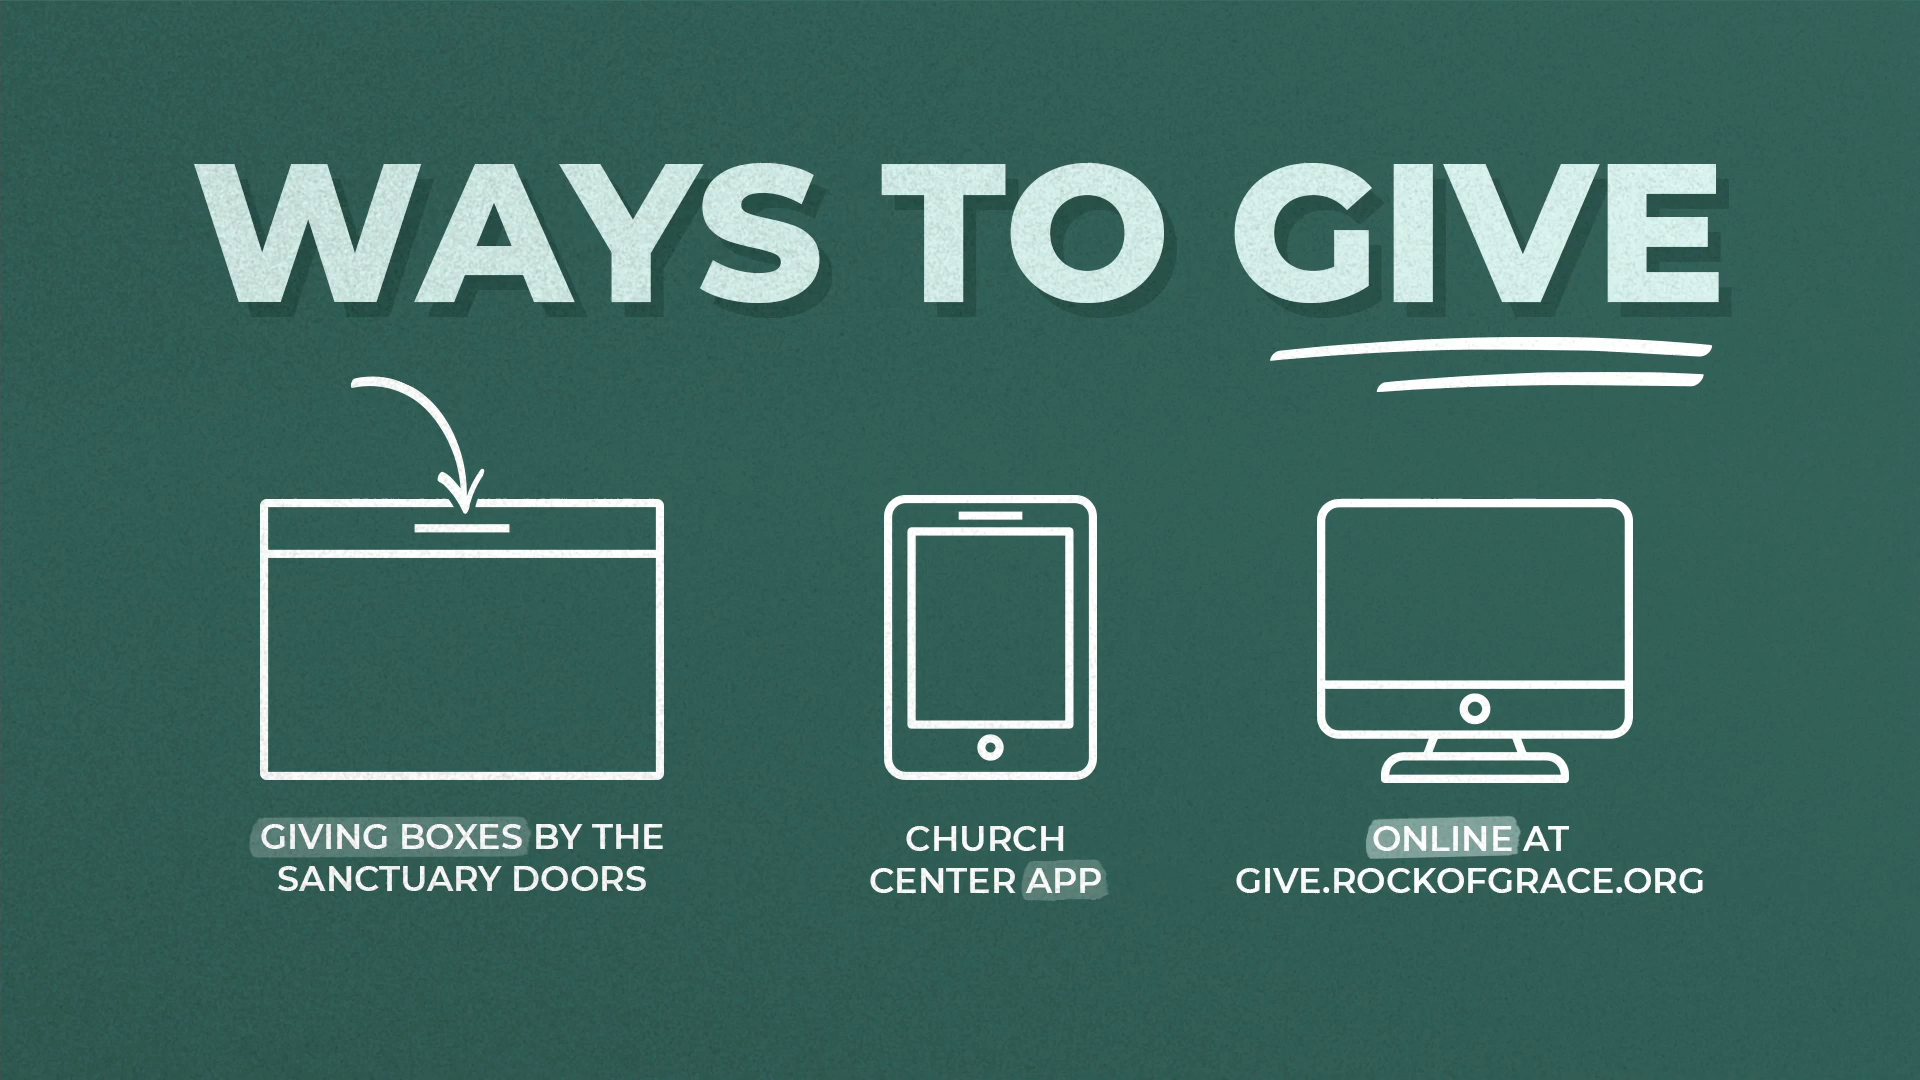 WAYS TO GIVE
GIVING BOXES BY THE
SANCTUARY DOORS
CHURCH
CENTER APP
ONLINE AT
GIVE.ROCKOFGRACE.ORG